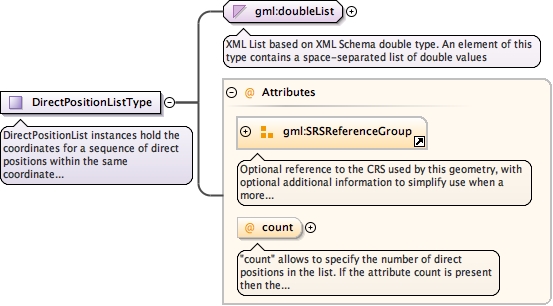 gml:doubleList
XML List based on XML Schema double type. An element of this
type contains a space-separated list of double values
DirectPositionListType
DirectPositionList instances hold the
coordinates for a sequence of direct
positions within the same
coordinate...
@ Attributes
gml:SRSReferenceGroup
Optional reference to the CRS used by this geometry, with
optional additional information to simplify use when a
more...
@ count
"count" allows to specify the number of direct
positions in the list. If the attribute count is present
then the...